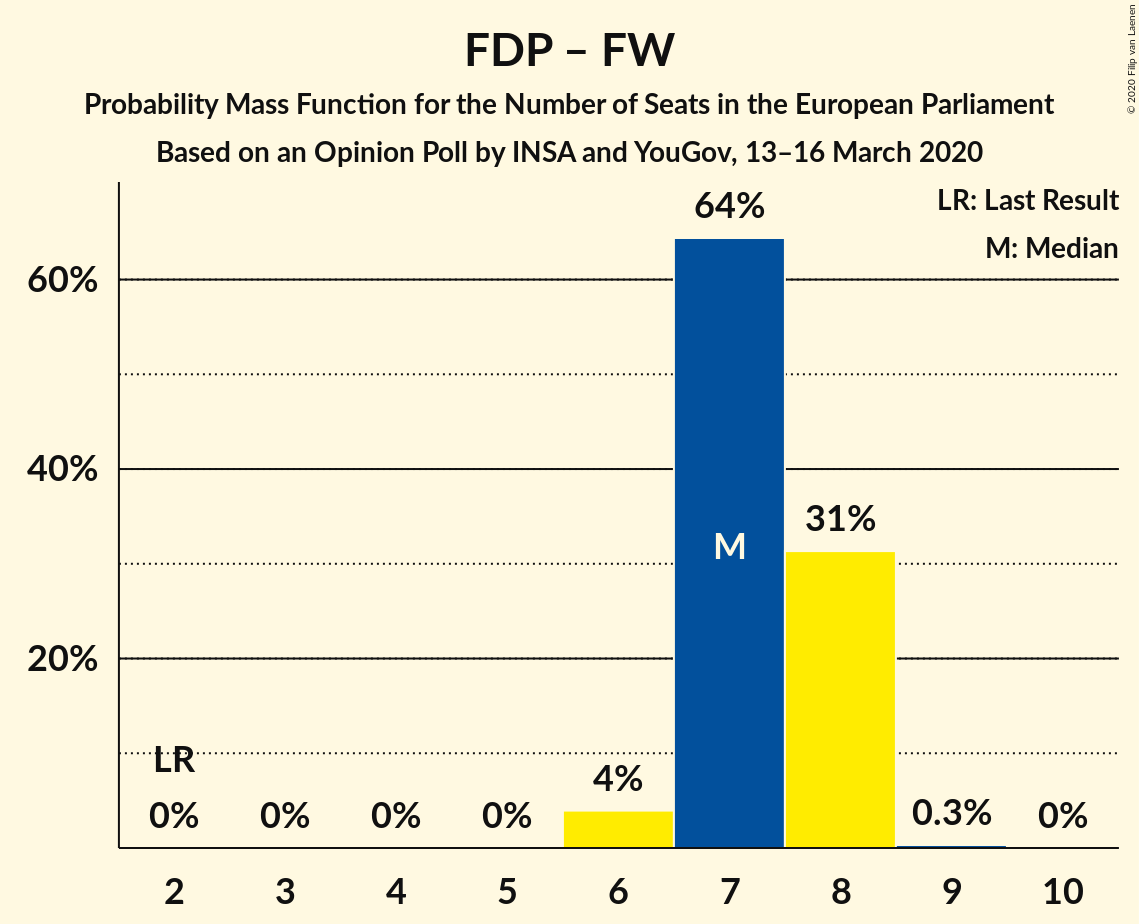 FDP – FW
Probability Mass Function for the Number of Seats in the European Parliament
Based on an Opinion Poll by INSA and YouGov, 13–16 March 2020
© 2020 Filip van Laenen
LR: Last Result
M: Median
64%
60%
40%
31%
M
20%
LR
4%
0%
0%
0%
0%
0.3%
0%
2 3 4 5 6 7 8 9 10